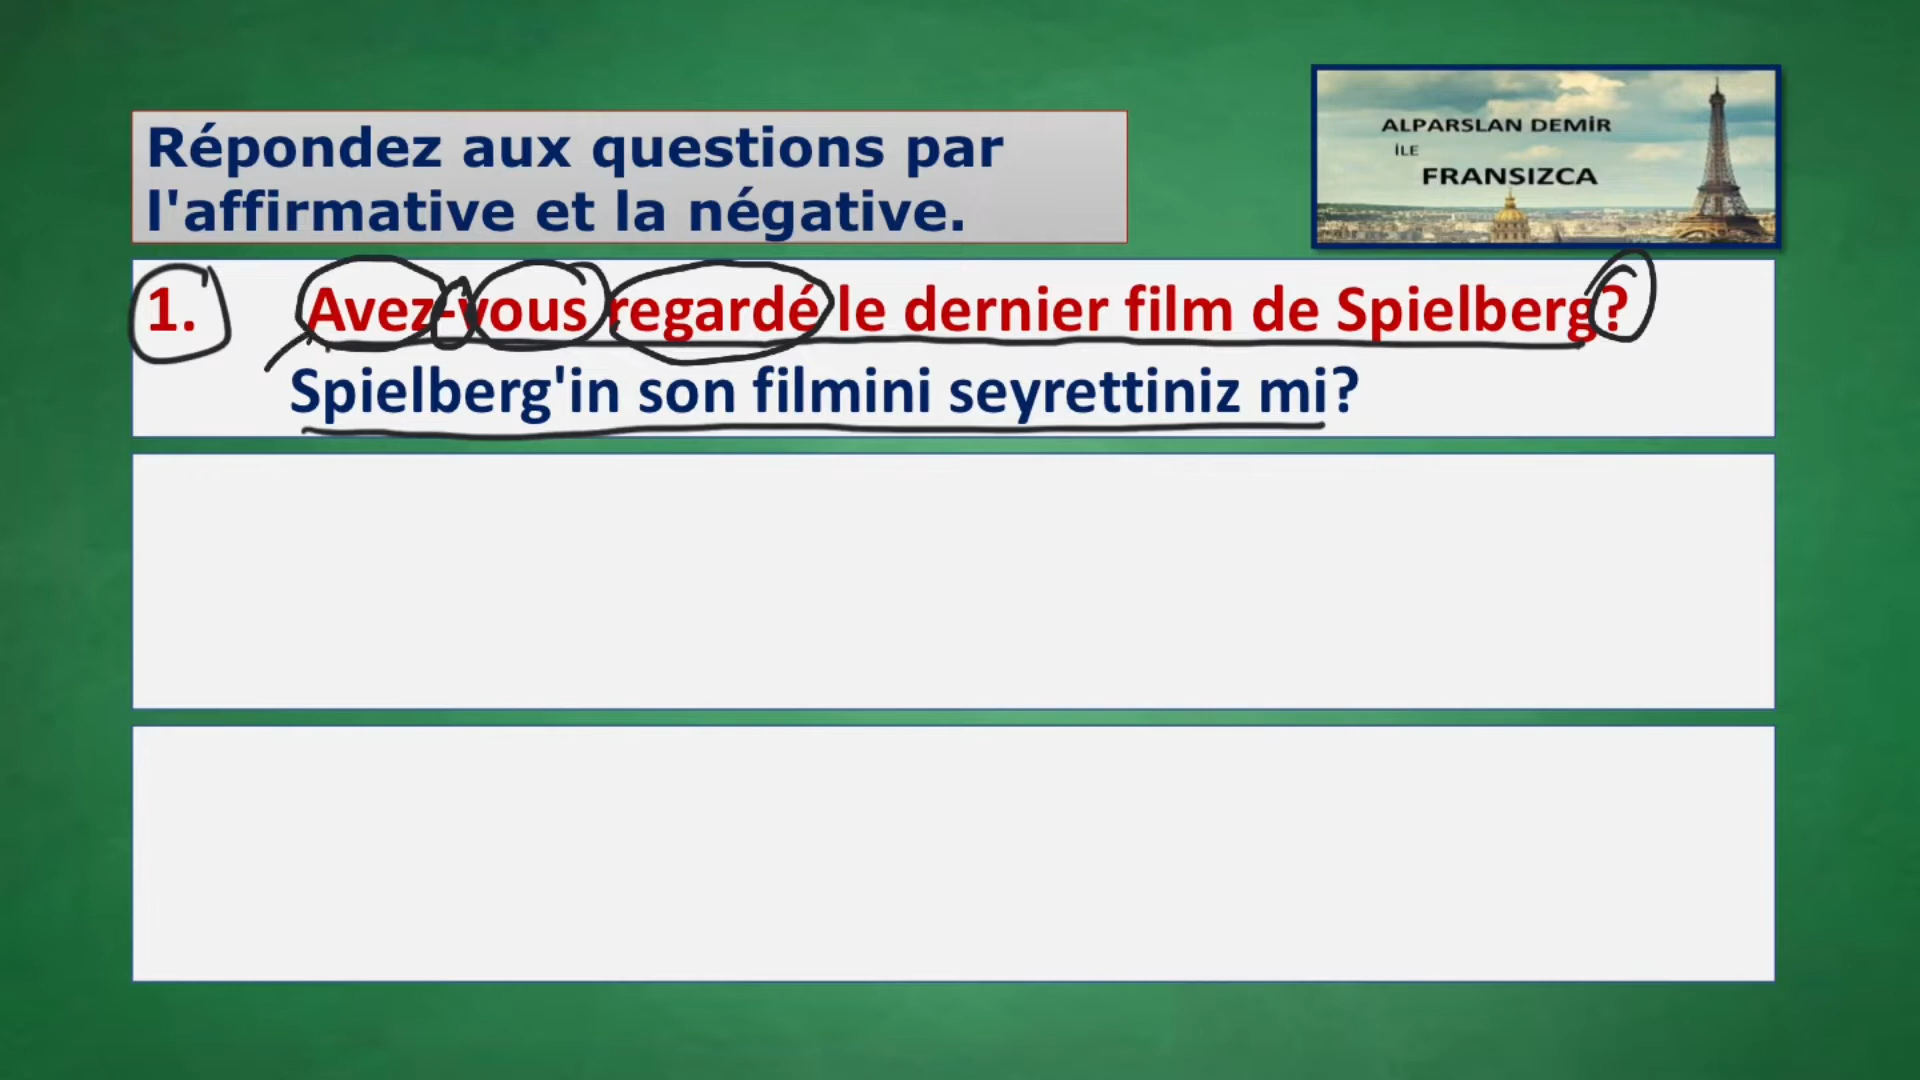 Répondez aux questions par
l'affirmative et la négative.
ALPARSLAN DEMİR
İLE
FRANSIZCA
1. Avez-vous regardé le dernier film de Spielberg?
Spielberg'in son filmini seyrettiniz mi?